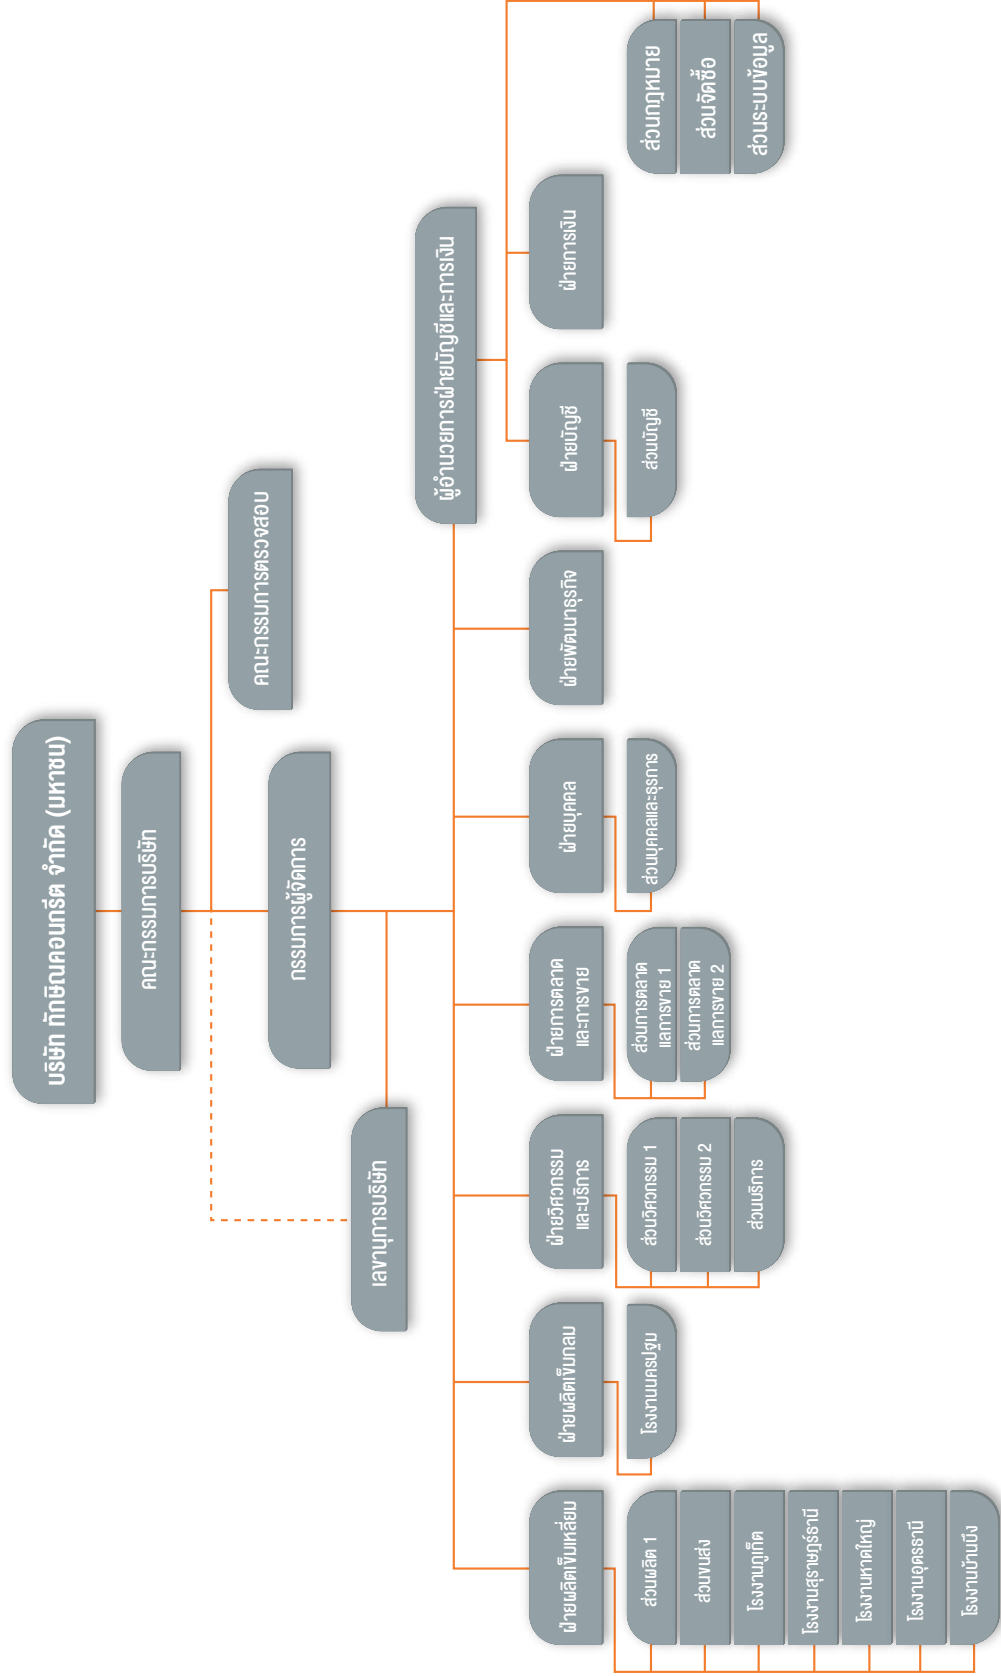 บริษัท ทักษิณคอนกรีต จำกัด (มหาชน)
คณะกรรมการบริษัท
คณะกรรมการตรวจสอบ
กรรมการผู้จัดการ
เลขานุการบริษัท
ผู้อำนวยการฝ่ายบัญชีและการเงิน
ฝ่ายผลิตเข็มเหลี่ยม
ส่วนผลิต 1
ส่วนขนส่ง
โรงงานภูเก็ต
โรงงานสุราษฎร์ธานี
โรงงานหาดใหญ่
โรงงานอุดรธานี
โรงงานบ้านบึง
ฝ่ายผลิตเข็มกลม
โรงงานนครปฐม
ฝ่ายวิศวกรรม
และบริการ
ส่วนวิศวกรรม 1
ส่วนวิศวกรรม 2
ส่วนบริการ
ฝ่ายการตลาด
และการขาย
ส่วนการตลาด
แลการขาย 1
ส่วนการตลาด
แลการขาย 2
ฝ่ายบุคคล
ส่วนบุคคลและธุรการ
ฝ่ายพัฒนาธุรกิจ
ฝ่ายบัญชี
ส่วนบัญชี
ฝ่ายการเงิน
ส่วนกฎหมาย
ส่วนจัดซื้อ
ส่วนระบบข้อมูล